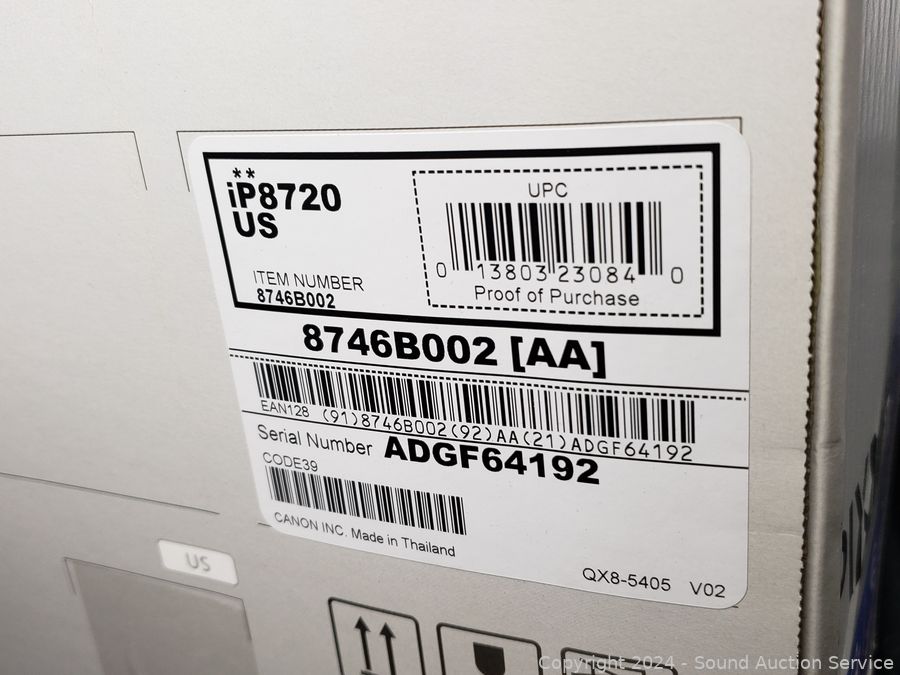 **
iP8720
US
ITEM NUMBER
8746B002
UPC
0 13803 23084 0
Proof of Purchase
8746B002 [AA]
EAN128 (91)8746B002(92)AA(21)ADGF64192
Serial Number ADGF64192
CODE39
CANON INC. Made in Thailand
QX8-5405 V02
US
Copyright 2024 - Sound Auction Service